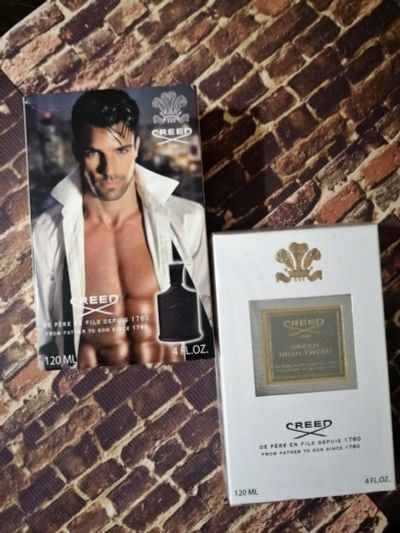 CREED
1760
CREED
DE PÈRE EN FILS DEPUIS 1760
FROM FATHER TO SON SINCE 1760
120 ML
4 FL.OZ.
CREED
GREEN
IRISH TWEED
CREED
DE PÈRE EN FILS DEPUIS 1760
FROM FATHER TO SON SINCE 1760
120 ML
4 FL.OZ.